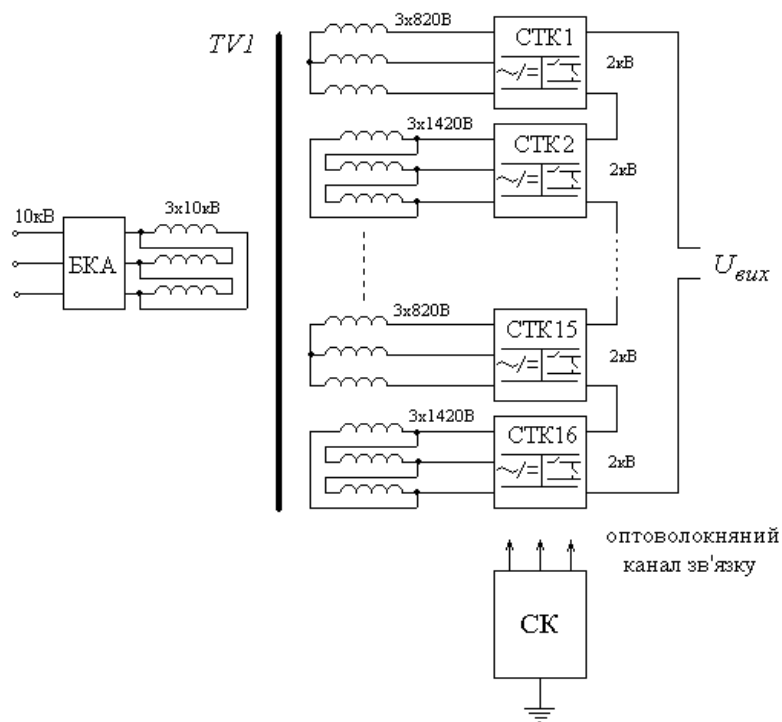 TV1
3x820В
СТК1
2кВ
3x1420В
СТК2
2кВ
10кВ
3x10кВ
БКА
Uвих
3x820В
СТК15
2кВ
3x1420В
СТК16
2кВ
оптоволокняний
канал зв'язку
СК